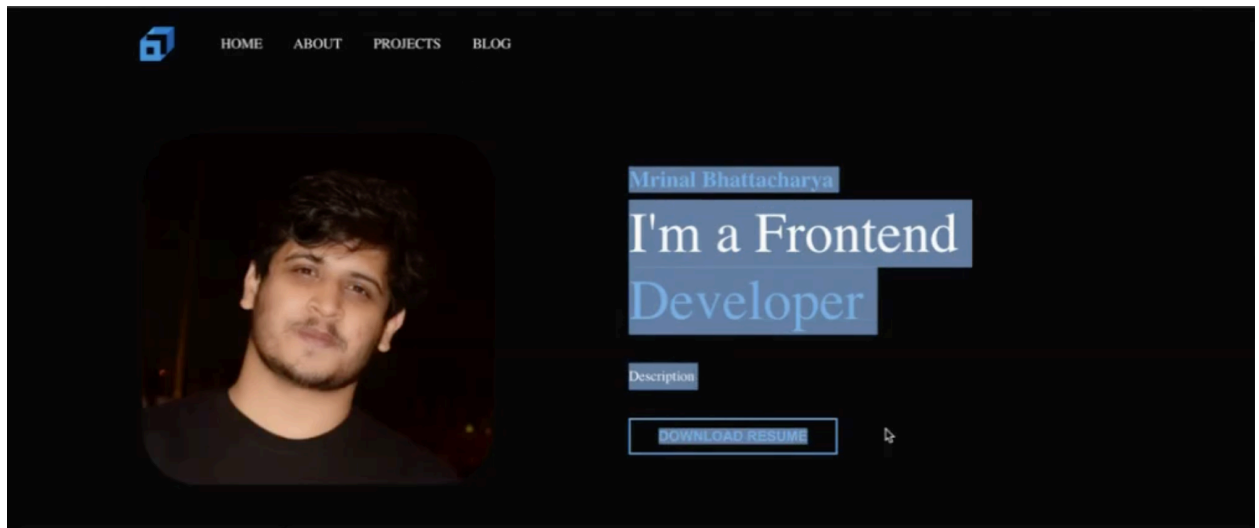 HOME ABOUT PROJECTS BLOG
Mrinal Bhattacharya
I'm a Frontend
Developer
Description
DOWNLOAD RESUME